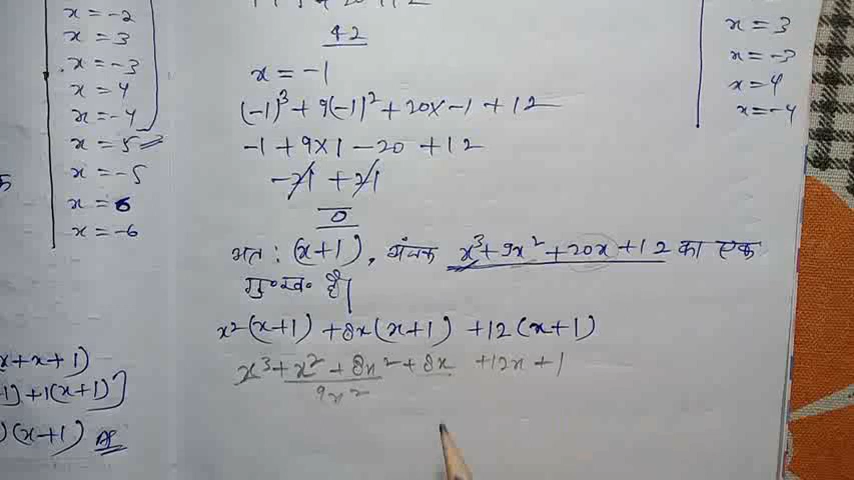 x = -2
x = 3
x = -3
x = 4
x = -4
x = 5
x = -5
x = 6
x = -6
x + x + 1)
1] + 1(x+1)]
)(x+1) Ans
42
x = -1
(-1)³ + 9(-1)² + 20x-1 + 12
-1 + 9x1 - 20 + 12
-21 + 21
0
अत: (x+1), व्यंजक x³+9x²+20x+12 का एक
गु॰ख॰ है।
x²(x+1) + 8x(x+1) + 12(x+1)
x³ + x² + 8x² + 8x + 12x + 1
9x²
x = 3
x = -3
x = 4
x = -4